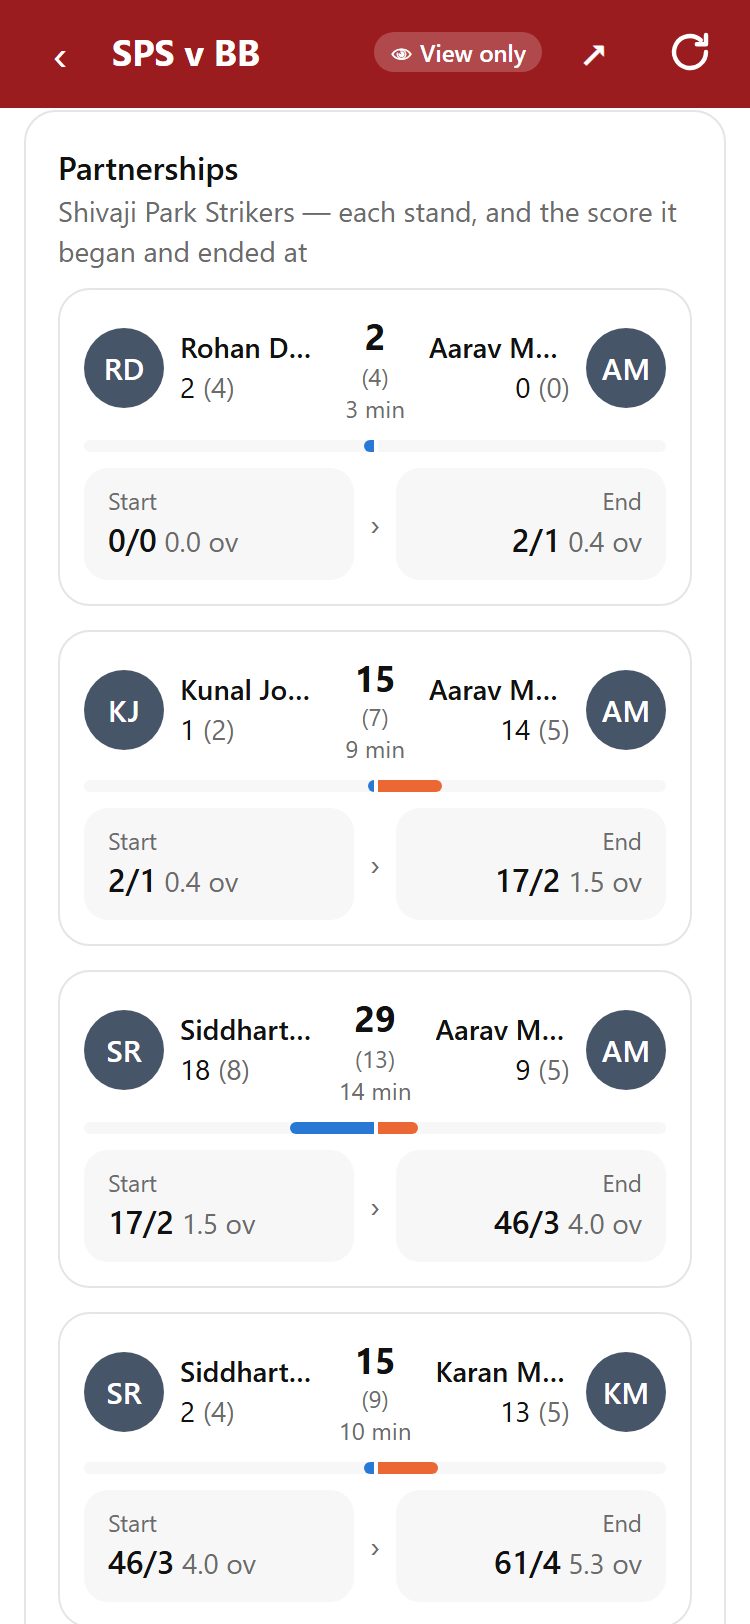 ‹ SPS v BB View only ↗
Partnerships
Shivaji Park Strikers — each stand, and the score it
began and ended at
RD Rohan D... 2 Aarav M... AM
2 (4) (4) 0 (0)
3 min
Start End
0/0 0.0 ov › 2/1 0.4 ov
KJ Kunal Jo... 15 Aarav M... AM
1 (2) (7) 14 (5)
9 min
Start End
2/1 0.4 ov › 17/2 1.5 ov
SR Siddhart... 29 Aarav M... AM
18 (8) (13) 9 (5)
14 min
Start End
17/2 1.5 ov › 46/3 4.0 ov
SR Siddhart... 15 Karan M... KM
2 (4) (9) 13 (5)
10 min
Start End
46/3 4.0 ov › 61/4 5.3 ov